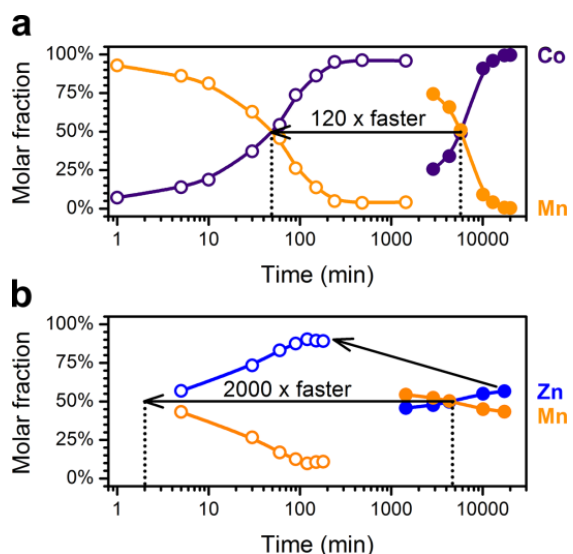 a
100%
75%
50%
25%
0%
Molar fraction
120 x faster
Co
Mn
1
10
100
1000
10000
Time (min)
b
100%
75%
50%
25%
0%
Molar fraction
2000 x faster
Zn
Mn
1
10
100
1000
10000
Time (min)